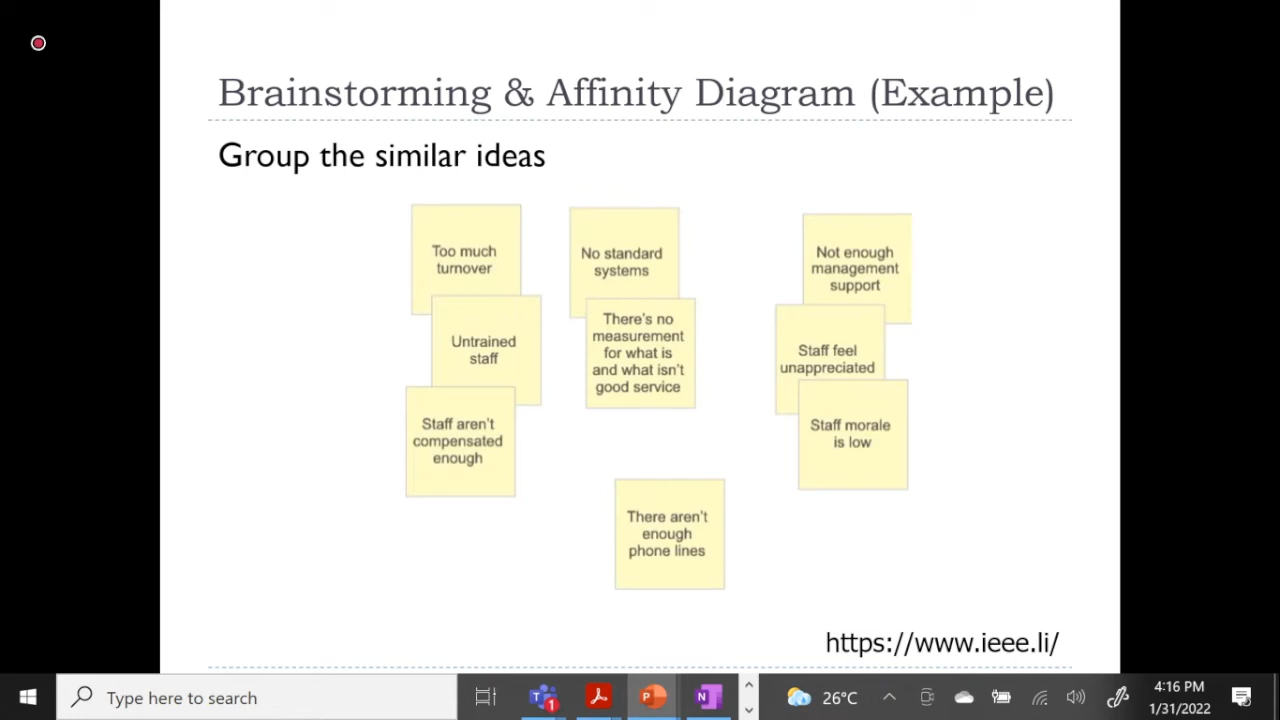 Brainstorming & Affinity Diagram (Example)
Group the similar ideas
Too much
turnover
Untrained
staff
Staff aren't
compensated
enough
No standard
systems
There's no
measurement
for what is
and what isn't
good service
Not enough
management
support
Staff feel
unappreciated
Staff morale
is low
There aren't
enough
phone lines
https://www.ieee.li/
Type here to search
1
26°C
4:16 PM
1/31/2022